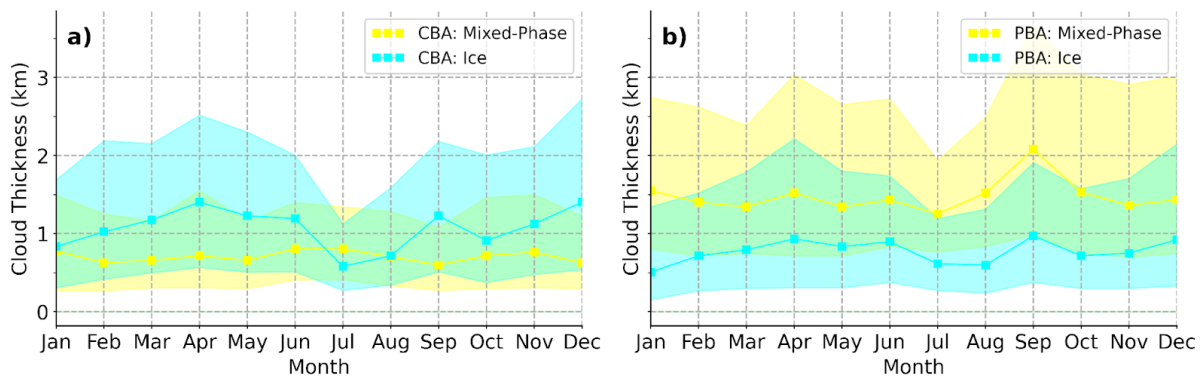 a)
CBA: Mixed-Phase
CBA: Ice
Cloud Thickness (km)
3
2
1
0
Jan Feb Mar Apr May Jun Jul Aug Sep Oct Nov Dec
Month
b)
PBA: Mixed-Phase
PBA: Ice
Cloud Thickness (km)
Jan Feb Mar Apr May Jun Jul Aug Sep Oct Nov Dec
Month